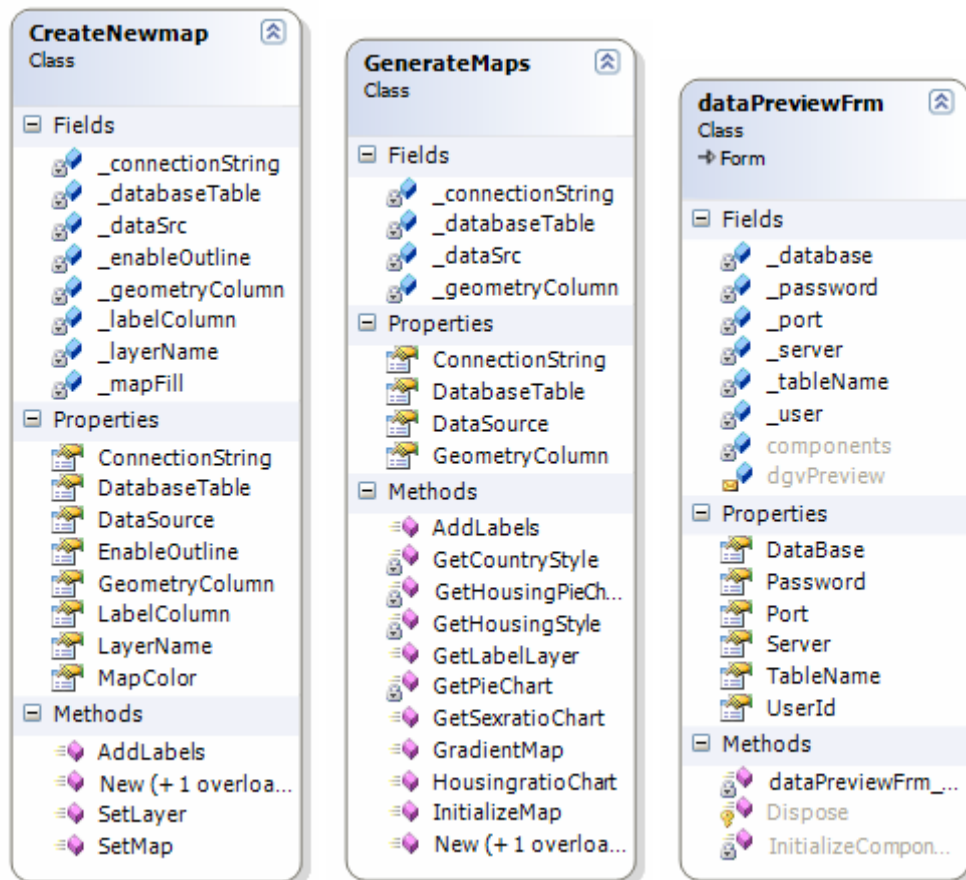 CreateNewmap
Class
Fields
_connectionString
_databaseTable
_dataSrc
_enableOutline
_geometryColumn
_labelColumn
_layerName
_mapFill
Properties
ConnectionString
DatabaseTable
DataSource
EnableOutline
GeometryColumn
LabelColumn
LayerName
MapColor
Methods
AddLabels
New (+ 1 overloa...
SetLayer
SetMap
GenerateMaps
Class
Fields
_connectionString
_databaseTable
_dataSrc
_geometryColumn
Properties
ConnectionString
DatabaseTable
DataSource
GeometryColumn
Methods
AddLabels
GetCountryStyle
GetHousingPieCh...
GetHousingStyle
GetLabelLayer
GetPieChart
GetSexratioChart
GradientMap
HousingratioChart
InitializeMap
New (+ 1 overloa...
dataPreviewFrm
Class
Form
Fields
_database
_password
_port
_server
_tableName
_user
components
dgvPreview
Properties
DataBase
Password
Port
Server
TableName
UserId
Methods
dataPreviewFrm_...
Dispose
InitializeCompon...